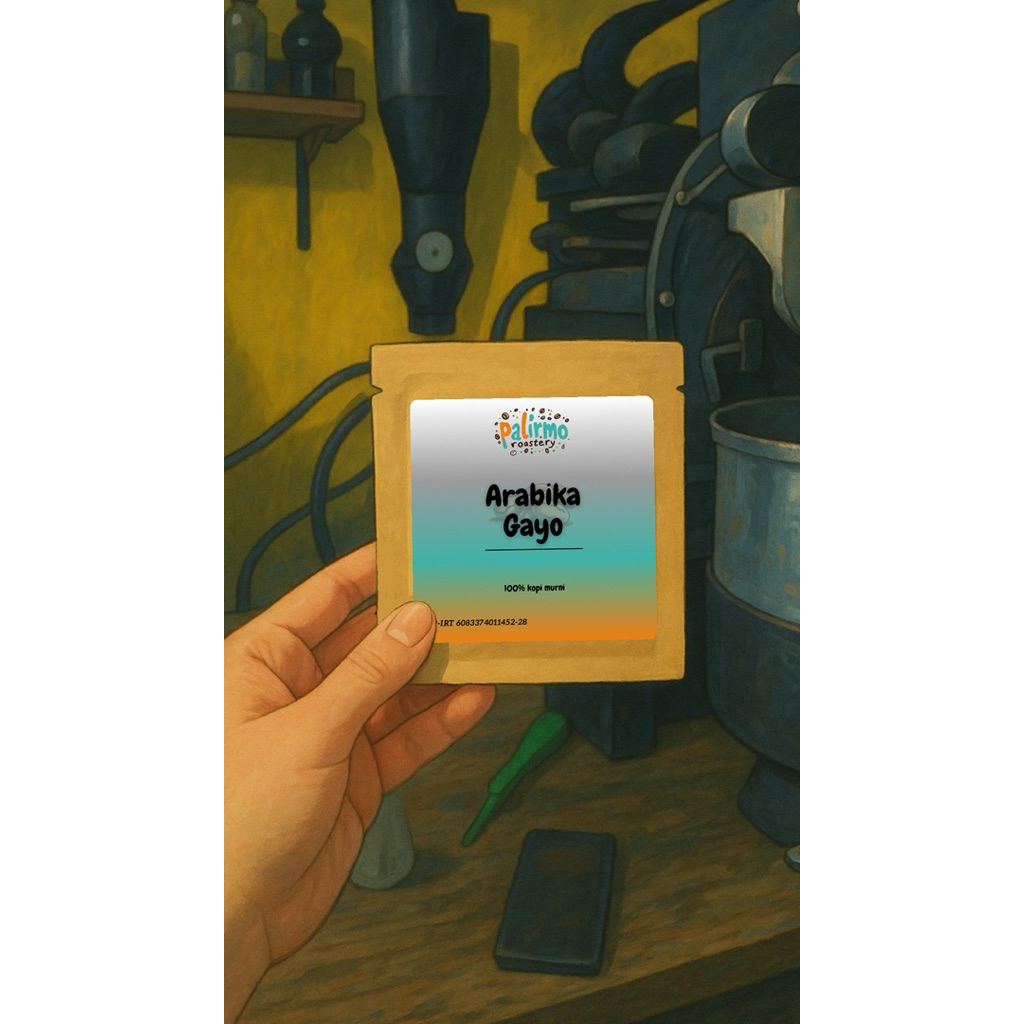 palirmo
roastery
Arabika
Gayo
100% kopi murni
-IRT 6083374011452-28